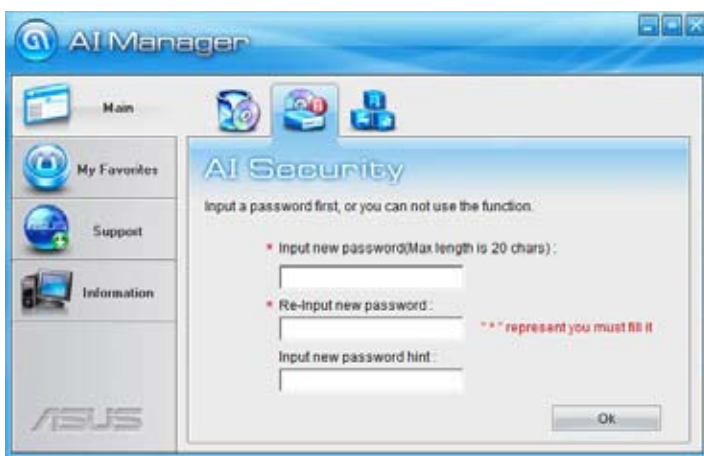 AI Manager
Main
My Favorites
Support
Information
ASUS
AI Security
Input a password first, or you can not use the function.
* Input new password(Max length is 20 chars) :
* Re-Input new password :
" * " represent you must fill it
Input new password hint :
Ok